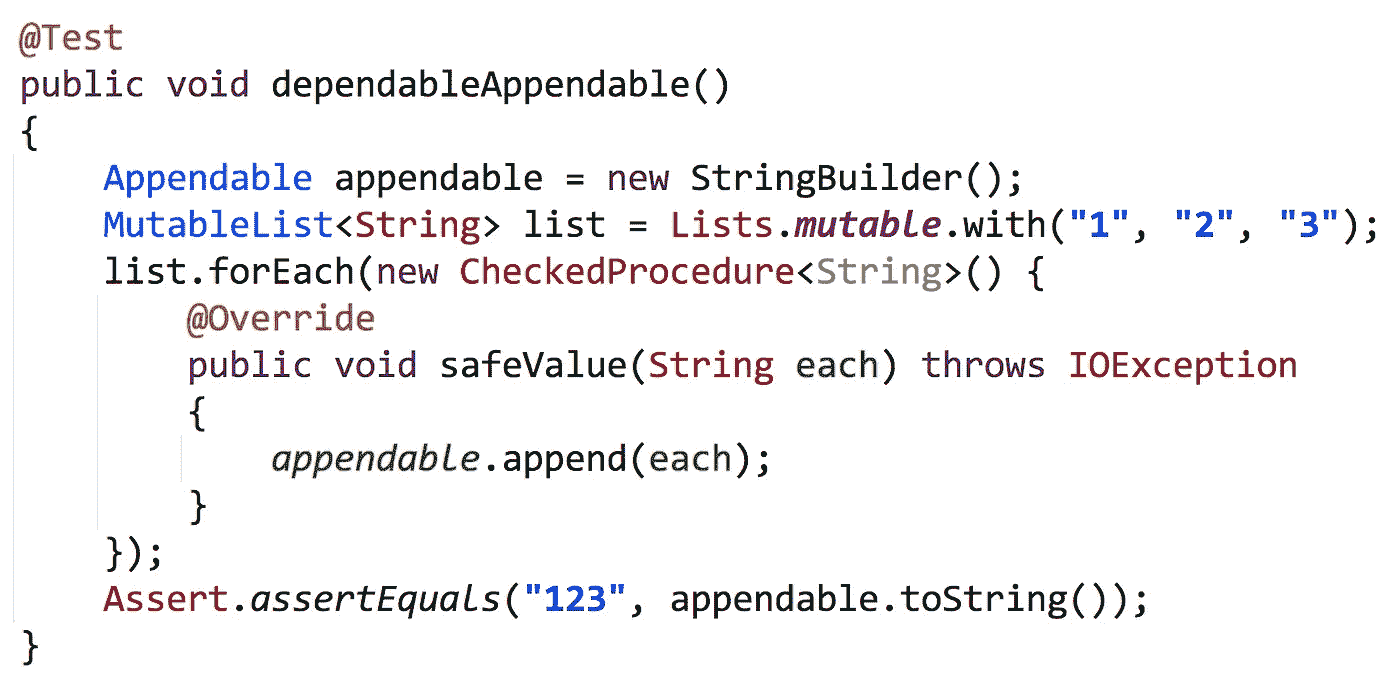 @Test
public void dependableAppendable()
{
    Appendable appendable = new StringBuilder();
    MutableList<String> list = Lists.mutable.with("1", "2", "3");
    list.forEach(new CheckedProcedure<String>() {
        @Override
        public void safeValue(String each) throws IOException
        {
            appendable.append(each);
        }
    });
    Assert.assertEquals("123", appendable.toString());
}